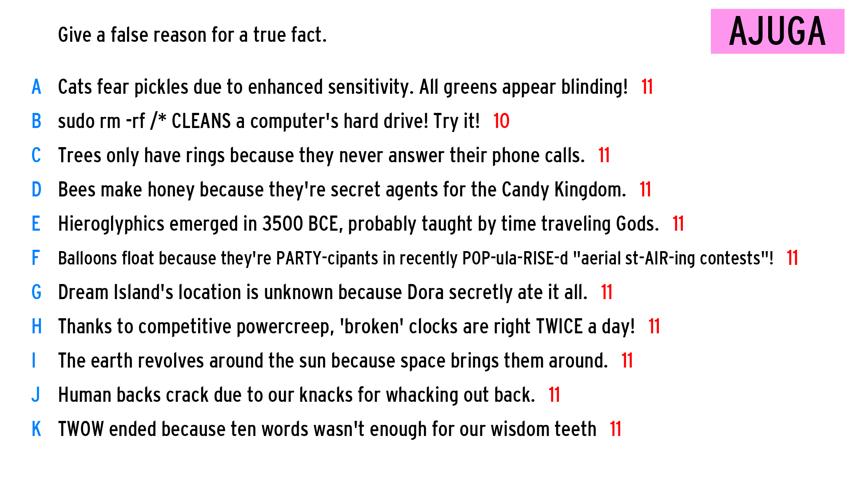 Give a false reason for a true fact.
AJUGA
A Cats fear pickles due to enhanced sensitivity. All greens appear blinding! 11
B sudo rm -rf /* CLEANS a computer's hard drive! Try it! 10
C Trees only have rings because they never answer their phone calls. 11
D Bees make honey because they're secret agents for the Candy Kingdom. 11
E Hieroglyphics emerged in 3500 BCE, probably taught by time traveling Gods. 11
F Balloons float because they're PARTY-cipants in recently POP-ula-RISE-d "aerial st-AIR-ing contests"! 11
G Dream Island's location is unknown because Dora secretly ate it all. 11
H Thanks to competitive powercreep, 'broken' clocks are right TWICE a day! 11
I The earth revolves around the sun because space brings them around. 11
J Human backs crack due to our knacks for whacking out back. 11
K TWOW ended because ten words wasn't enough for our wisdom teeth 11